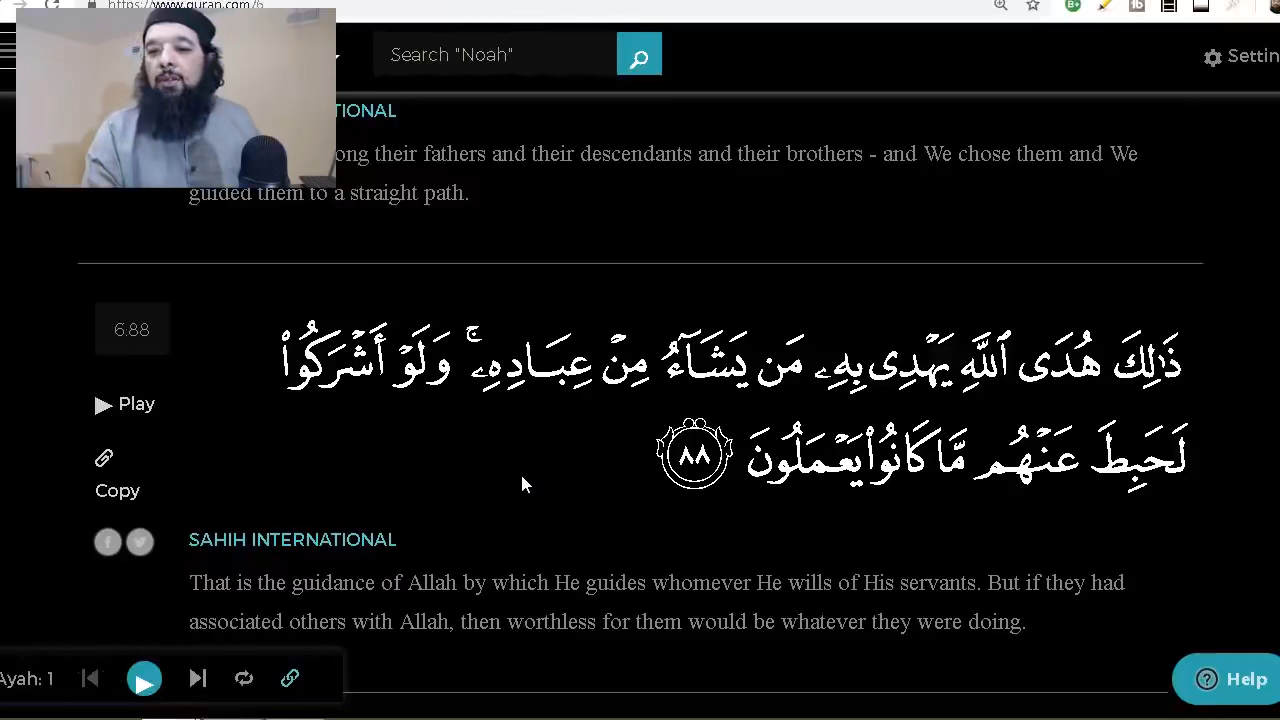 https://www.quran.com/6
Search "Noah"
TIONAL
ong their fathers and their descendants and their brothers - and We chose them and We
guided them to a straight path.
6:88
ذَٰلِكَ هُدَى ٱللَّهِ يَهْدِى بِهِۦ مَن يَشَآءُ مِنْ عِبَادِهِۦ ۚ وَلَوْ أَشْرَكُوا۟
لَحَبِطَ عَنْهُم مَّا كَانُوا۟ يَعْمَلُونَ ٨٨
Play
Copy
SAHIH INTERNATIONAL
That is the guidance of Allah by which He guides whomever He wills of His servants. But if they had
associated others with Allah, then worthless for them would be whatever they were doing.
Ayah: 1
Settin
Help